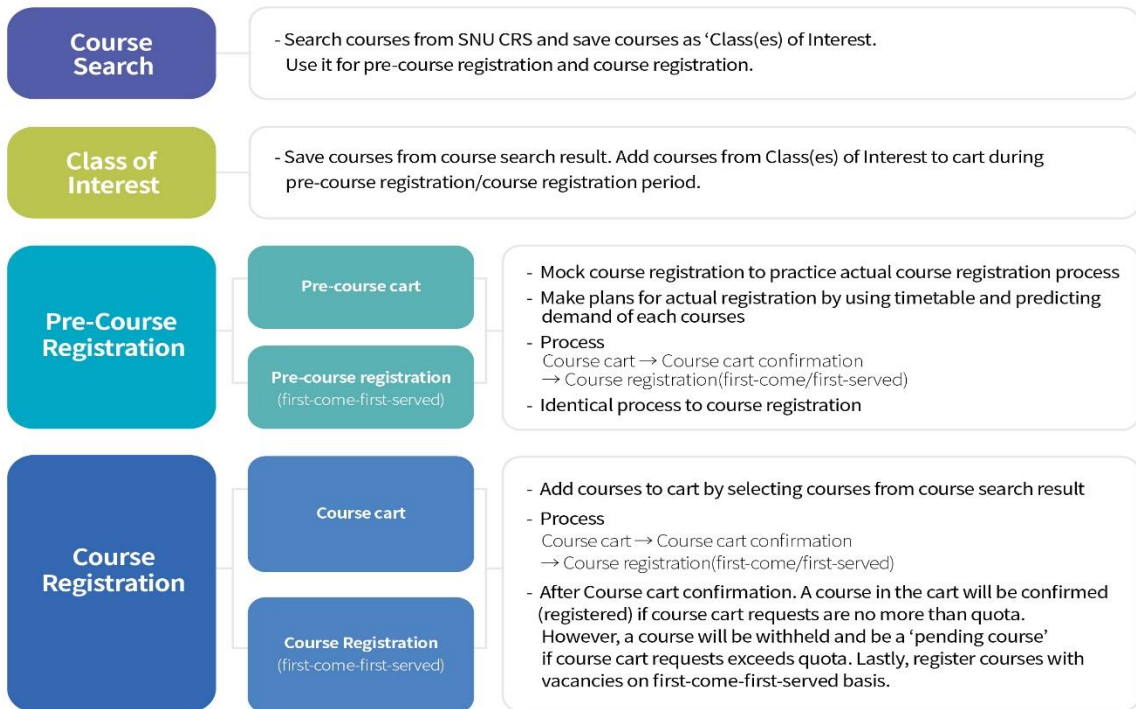 Course
Search
- Search courses from SNU CRS and save courses as ‘Class(es) of Interest.
Use it for pre-course registration and course registration.
Class of
Interest
- Save courses from course search result. Add courses from Class(es) of Interest to cart during
pre-course registration/course registration period.
Pre-Course
Registration
Pre-course cart
Pre-course registration
(first-come-first-served)
- Mock course registration to practice actual course registration process
- Make plans for actual registration by using timetable and predicting
demand of each courses
- Process
Course cart → Course cart confirmation
→ Course registration(first-come/first-served)
- Identical process to course registration
Course
Registration
Course cart
Course Registration
(first-come-first-served)
- Add courses to cart by selecting courses from course search result
- Process
Course cart → Course cart confirmation
→ Course registration(first-come/first-served)
- After Course cart confirmation. A course in the cart will be confirmed
(registered) if course cart requests are no more than quota.
However, a course will be withheld and be a ‘pending course’
if course cart requests exceeds quota. Lastly, register courses with
vacancies on first-come-first-served basis.